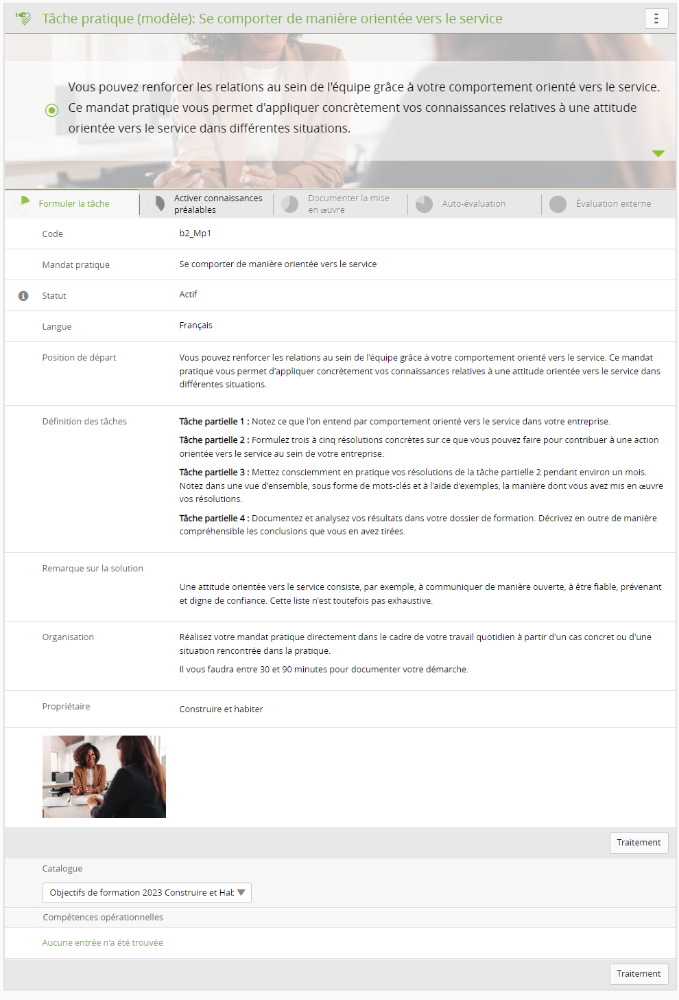 Tâche pratique (modèle): Se comporter de manière orientée vers le service
Vous pouvez renforcer les relations au sein de l'équipe grâce à votre comportement orienté vers le service.
Ce mandat pratique vous permet d'appliquer concrètement vos connaissances relatives à une attitude
orientée vers le service dans différentes situations.
Formuler la tâche
Activer connaissances
préalables
Documenter la mise
en œuvre
Auto-évaluation
Évaluation externe
Code
b2_Mp1
Mandat pratique
Se comporter de manière orientée vers le service
Statut
Actif
Langue
Français
Position de départ
Vous pouvez renforcer les relations au sein de l'équipe grâce à votre comportement orienté vers le service. Ce mandat
pratique vous permet d'appliquer concrètement vos connaissances relatives à une attitude orientée vers le service dans
différentes situations.
Définition des tâches
Tâche partielle 1 : Notez ce que l'on entend par comportement orienté vers le service dans votre entreprise.
Tâche partielle 2 : Formulez trois à cinq résolutions concrètes sur ce que vous pouvez faire pour contribuer à une action
orientée vers le service au sein de votre entreprise.
Tâche partielle 3 : Mettez consciemment en pratique vos résolutions de la tâche partielle 2 pendant environ un mois.
Notez dans une vue d'ensemble, sous forme de mots-clés et à l'aide d'exemples, la manière dont vous avez mis en œuvre
vos résolutions.
Tâche partielle 4 : Documentez et analysez vos résultats dans votre dossier de formation. Décrivez en outre de manière
compréhensible les conclusions que vous en avez tirées.
Remarque sur la solution
Une attitude orientée vers le service consiste, par exemple, à communiquer de manière ouverte, à être fiable, prévenant
et digne de confiance. Cette liste n'est toutefois pas exhaustive.
Organisation
Réalisez votre mandat pratique directement dans le cadre de votre travail quotidien à partir d'un cas concret ou d'une
situation rencontrée dans la pratique.
Il vous faudra entre 30 et 90 minutes pour documenter votre démarche.
Propriétaire
Construire et habiter
Traitement
Catalogue
Objectifs de formation 2023 Construire et Hab
Compétences opérationnelles
Aucune entrée n'a été trouvée
Traitement